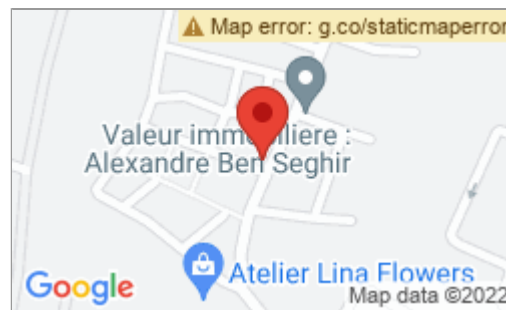 Map error: g.co/staticmaperror
Valeur immobiliere :
Alexandre Ben Seghir
Atelier Lina Flowers
Google
Map data ©2022